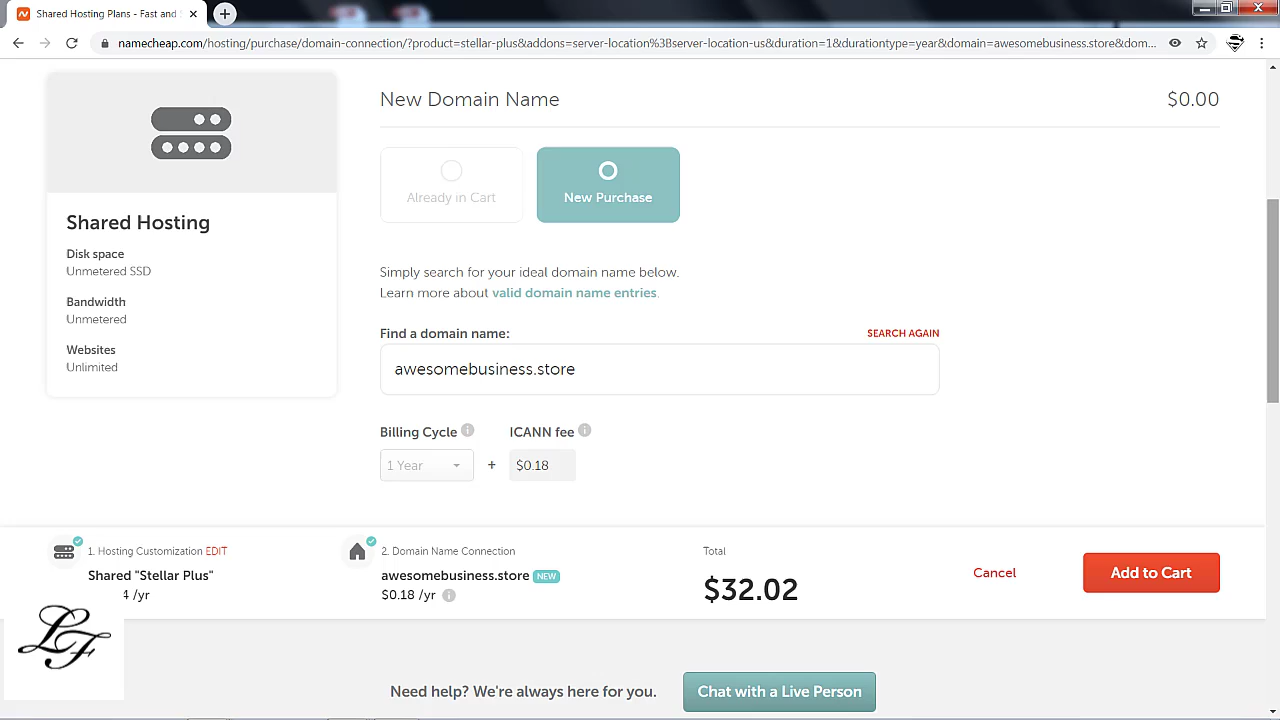 Shared Hosting Plans - Fast and
namecheap.com/hosting/purchase/domain-connection/?product=stellar-plus&addons=server-location%3Bserver-location-us&duration=1&durationtype=year&domain=awesomebusiness.store&dom...
New Domain Name
$0.00
Already in Cart
New Purchase
Shared Hosting
Disk space
Unmetered SSD
Bandwidth
Unmetered
Websites
Unlimited
Simply search for your ideal domain name below.
Learn more about valid domain name entries.
Find a domain name:
SEARCH AGAIN
awesomebusiness.store
Billing Cycle
ICANN fee
1 Year
+
$0.18
1. Hosting Customization EDIT
Shared "Stellar Plus"
4 /yr
2. Domain Name Connection
awesomebusiness.store NEW
$0.18 /yr
Total
$32.02
Cancel
Add to Cart
LF
Need help? We're always here for you.
Chat with a Live Person